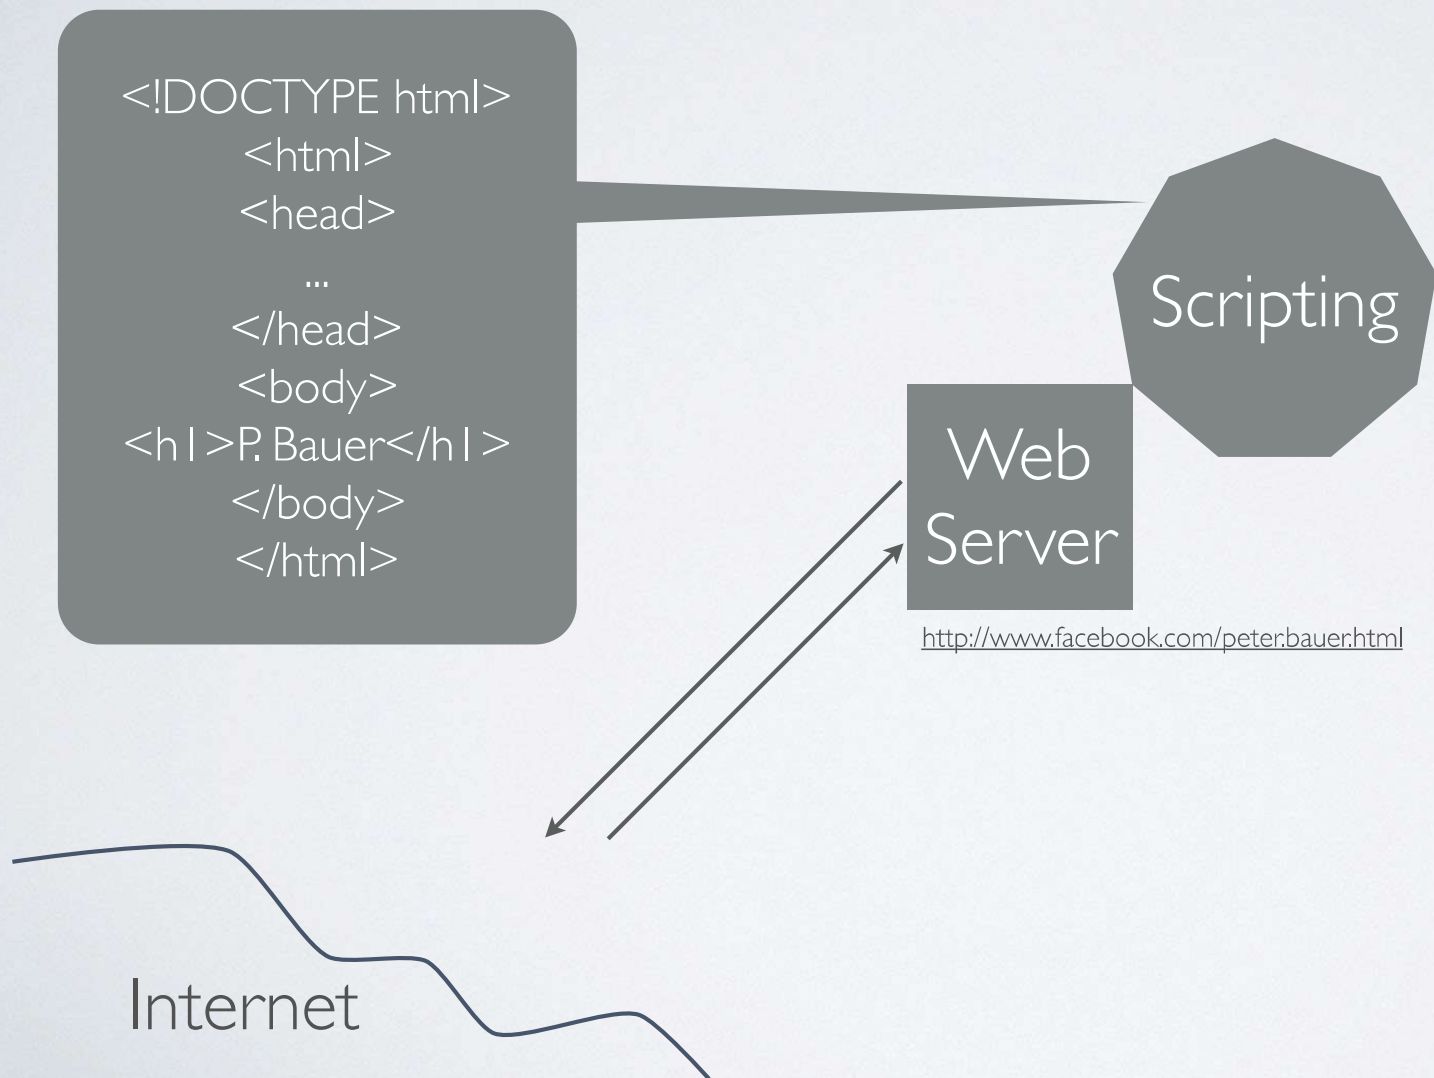 <!DOCTYPE html>
<html>
<head>
...
</head>
<body>
<h1>P. Bauer</h1>
</body>
</html>
Scripting
Web
Server
http://www.facebook.com/peter.bauer.html
Internet